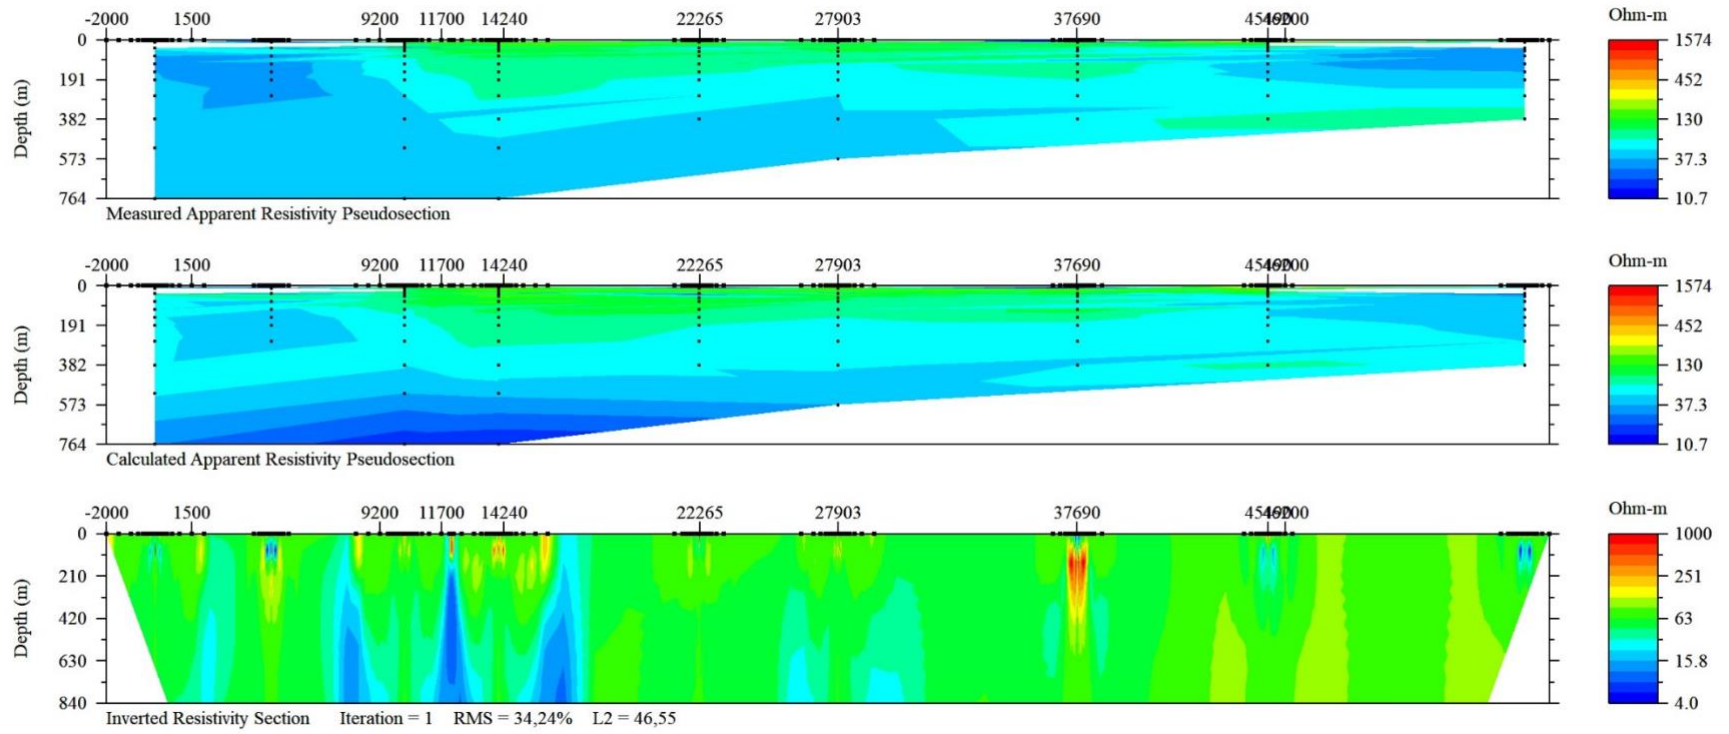 -2000 1500 9200 11700 14240 22265 27903 37690 45460 Ohm-m
0 1574
191 452
382 130
573 37.3
764 10.7
Depth (m)
Measured Apparent Resistivity Pseudosection
-2000 1500 9200 11700 14240 22265 27903 37690 Ohm-m
0 1574
191 452
382 130
573 37.3
764 10.7
Depth (m)
Calculated Apparent Resistivity Pseudosection
-2000 1500 9200 11700 14240 22265 27903 37690 Ohm-m
0 1000
210 251
420 63
630 15.8
840 4.0
Depth (m)
Inverted Resistivity Section Iteration = 1 RMS = 34,24% L2 = 46,55